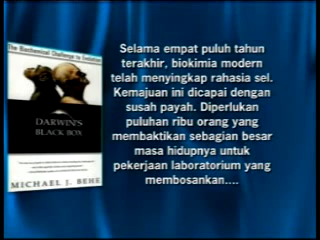 The Biochemical Challenge to Evolution
DARWIN'S
BLACK BOX
MICHAEL J. BEHE
Selama empat puluh tahun
terakhir, biokimia modern
telah menyingkap rahasia sel.
Kemajuan ini dicapai dengan
susah payah. Diperlukan
puluhan ribu orang yang
membaktikan sebagian besar
masa hidupnya untuk
pekerjaan laboratorium yang
membosankan....